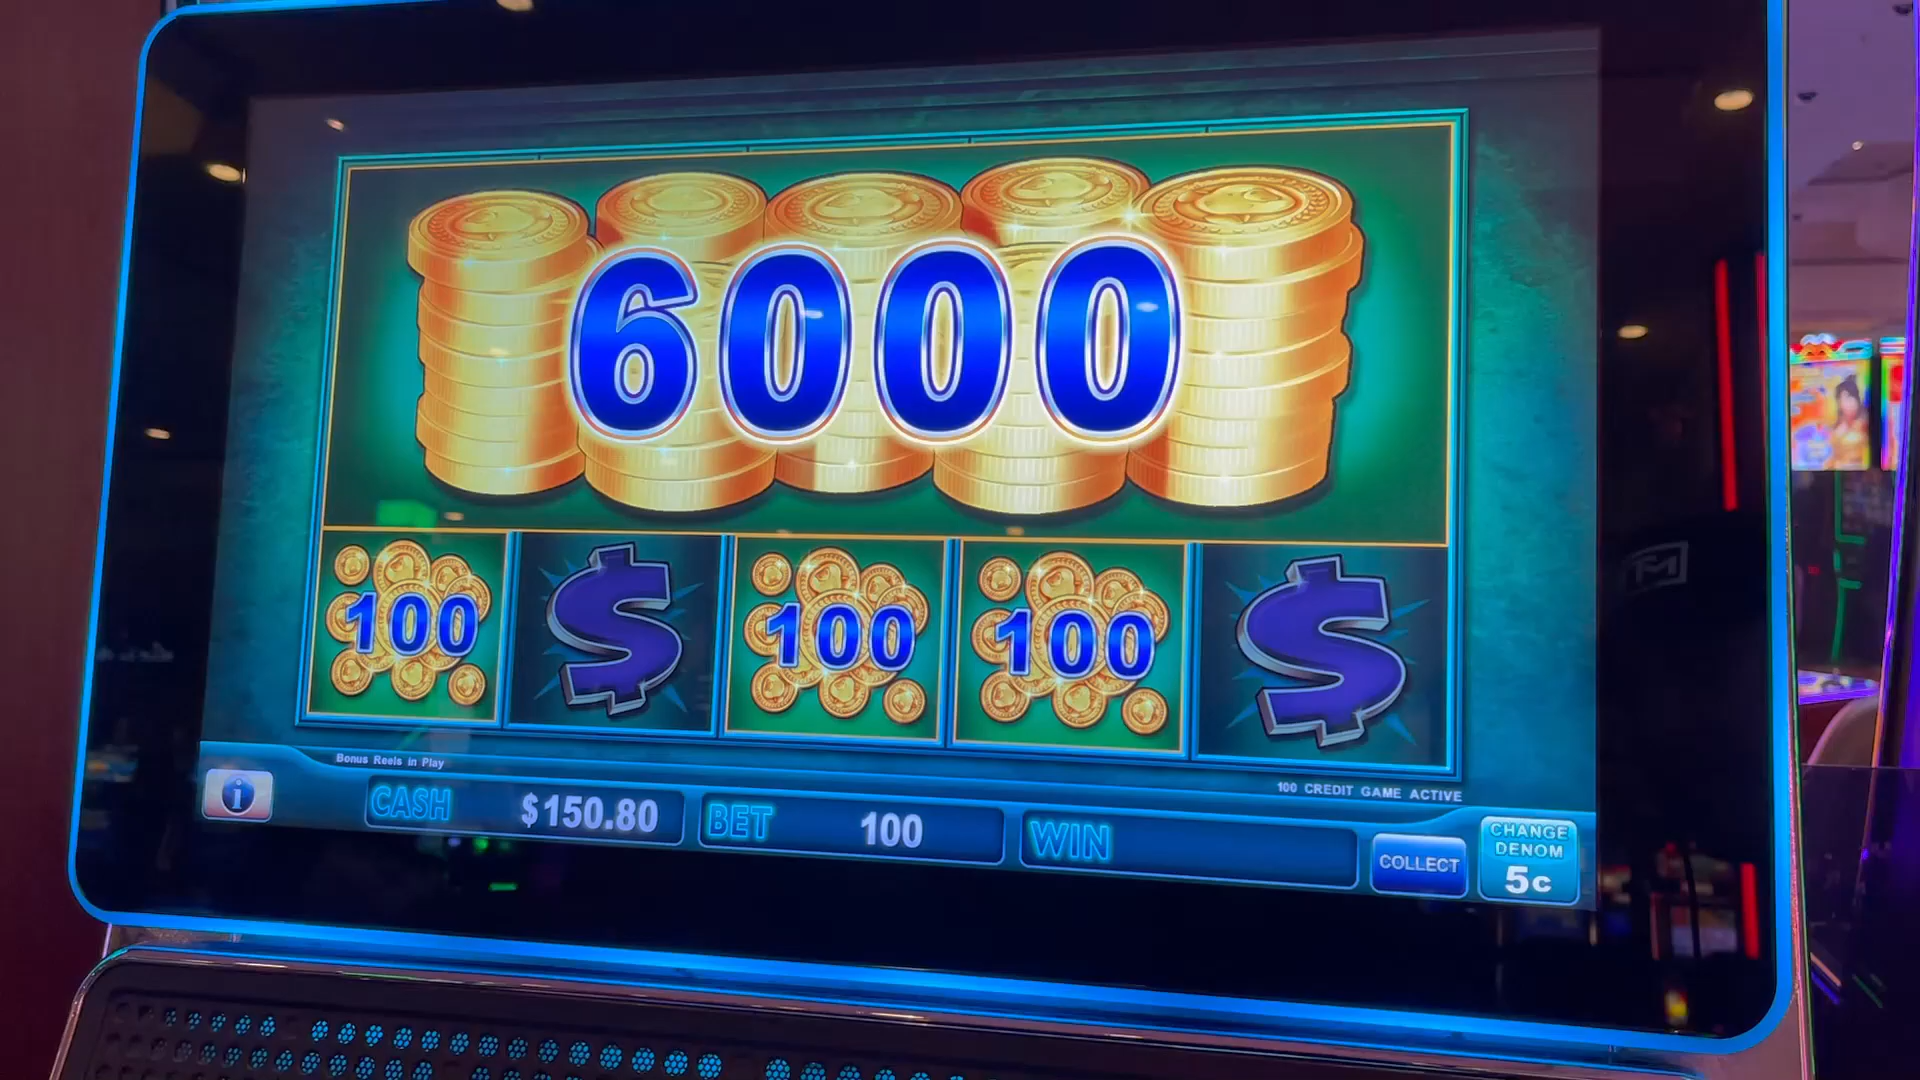 6000
100 $ 100 100 $
Bonus Reels in Play
100 CREDIT GAME ACTIVE
i CASH $150.80 BET 100 WIN
COLLECT
CHANGE
DENOM
5c